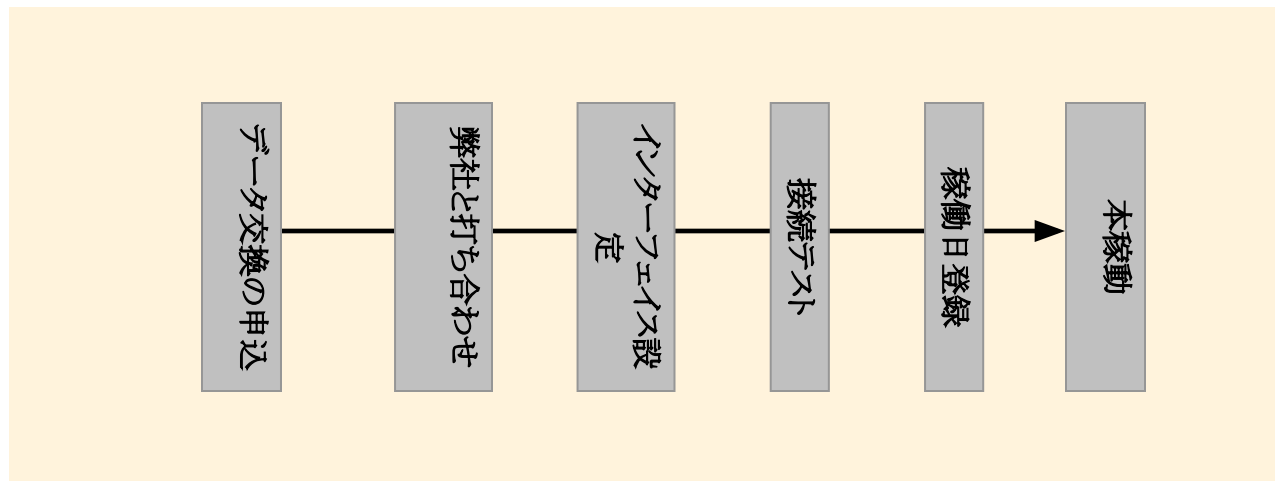 データ交換の申込
弊社と打ち合わせ
インターフェイス設
定
接続テスト
稼働日登録
本稼動